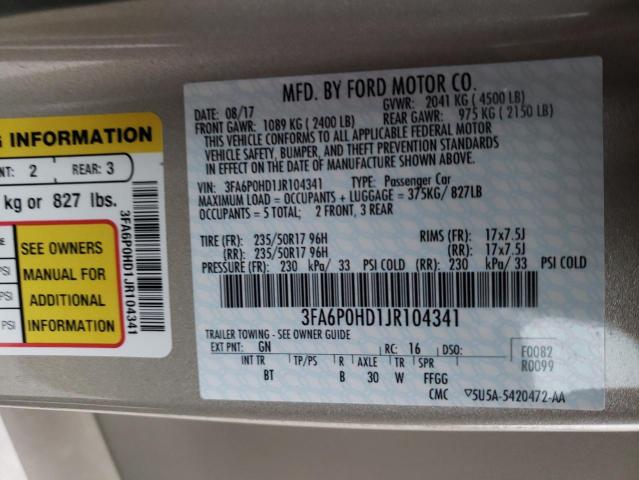 G INFORMATION
NT: 2 REAR: 3
kg or 827 lbs.
PSI
PSI
PSI
SEE OWNERS
MANUAL FOR
ADDITIONAL
INFORMATION
3FA6P0HD1JR104341
MFD. BY FORD MOTOR CO.
DATE: 08/17 GVWR: 2041 KG ( 4500 LB)
FRONT GAWR: 1089 KG ( 2400 LB) REAR GAWR: 975 KG ( 2150 LB)
THIS VEHICLE CONFORMS TO ALL APPLICABLE FEDERAL MOTOR
VEHICLE SAFETY, BUMPER, AND THEFT PREVENTION STANDARDS
IN EFFECT ON THE DATE OF MANUFACTURE SHOWN ABOVE.
VIN: 3FA6P0HD1JR104341 TYPE: Passenger Car
MAXIMUM LOAD = OCCUPANTS + LUGGAGE = 375KG/ 827LB
OCCUPANTS = 5 TOTAL; 2 FRONT, 3 REAR
TIRE (FR): 235/50R17 96H RIMS (FR): 17x7.5J
(RR): 235/50R17 96H (RR): 17x7.5J
PRESSURE (FR): 230 kPa/ 33 PSI COLD (RR): 230 kPa/ 33 PSI COLD
3FA6P0HD1JR104341
TRAILER TOWING - SEE OWNER GUIDE
EXT PNT: GN RC: 16 DSO: F0082
R0099
INT TR TP/PS R AXLE TR SPR
BT B 30 W FFGG
CMC ▽5U5A-5420472-AA